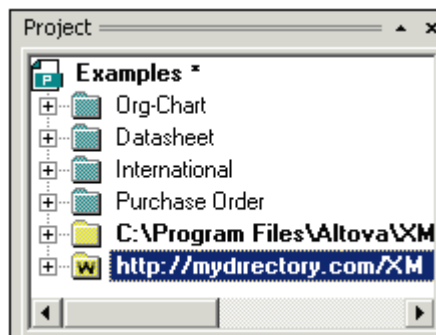 Project
Examples *
Org-Chart
Datasheet
International
Purchase Order
C:\Program Files\Altova\XM
http://mydirectory.com/XM